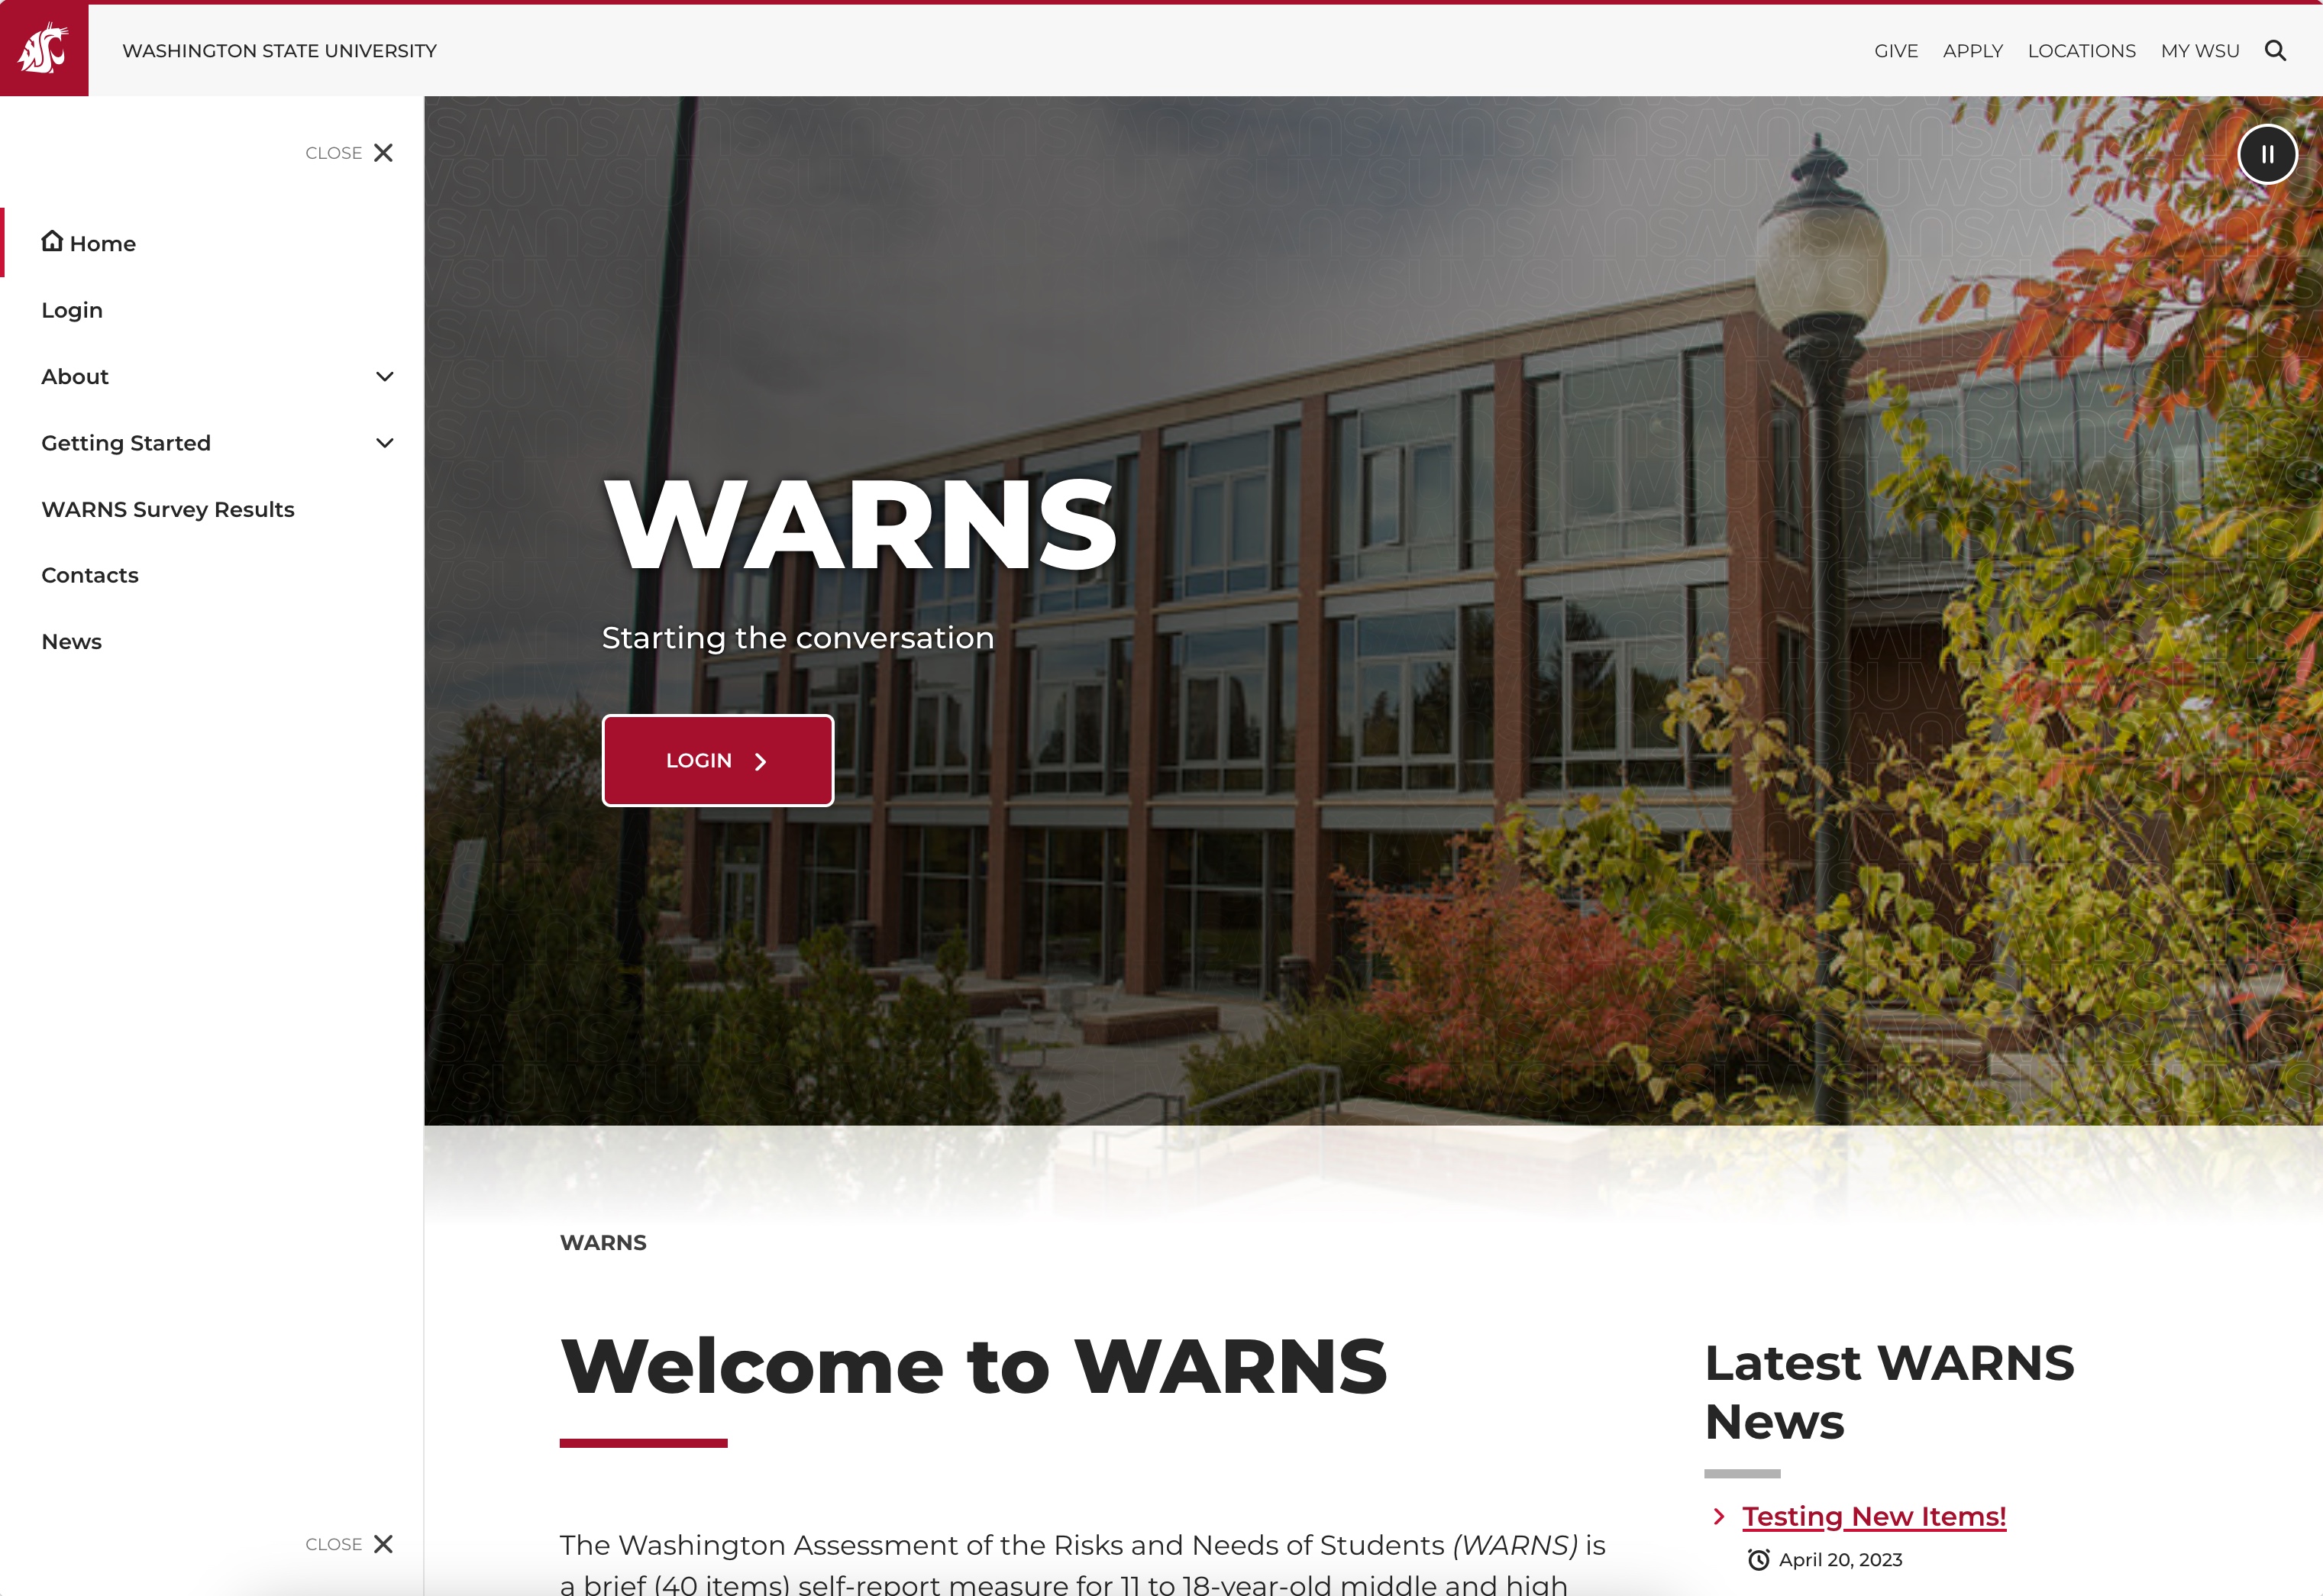 WASHINGTON STATE UNIVERSITY
GIVE APPLY LOCATIONS MY WSU
CLOSE
Home
Login
About
Getting Started
WARNS Survey Results
Contacts
News
CLOSE
WARNS
Starting the conversation
LOGIN
WARNS
Welcome to WARNS
The Washington Assessment of the Risks and Needs of Students (WARNS) is
a brief (40 items) self-report measure for 11 to 18-year-old middle and high
Latest WARNS
News
Testing New Items!
April 20, 2023